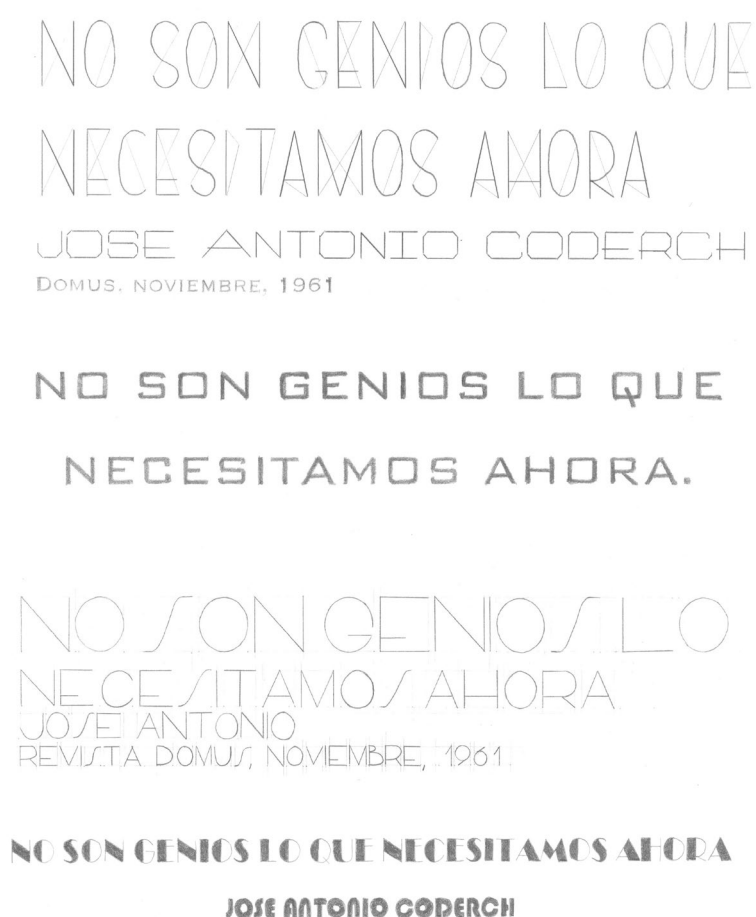 NO SON GENIOS LO QUE
NECESITAMOS AHORA
JOSE ANTONIO CODERCH
DOMUS. NOVIEMBRE. 1961
NO SON GENIOS LO QUE
NECESITAMOS AHORA.
NO SON GENIOS LO
NECESITAMOS AHORA
JOSE ANTONIO
REVISTA DOMUS, NOVIEMBRE, 1961
NO SON GENIOS LO QUE NECESITAMOS AHORA
JOSE ANTONIO CODERCH